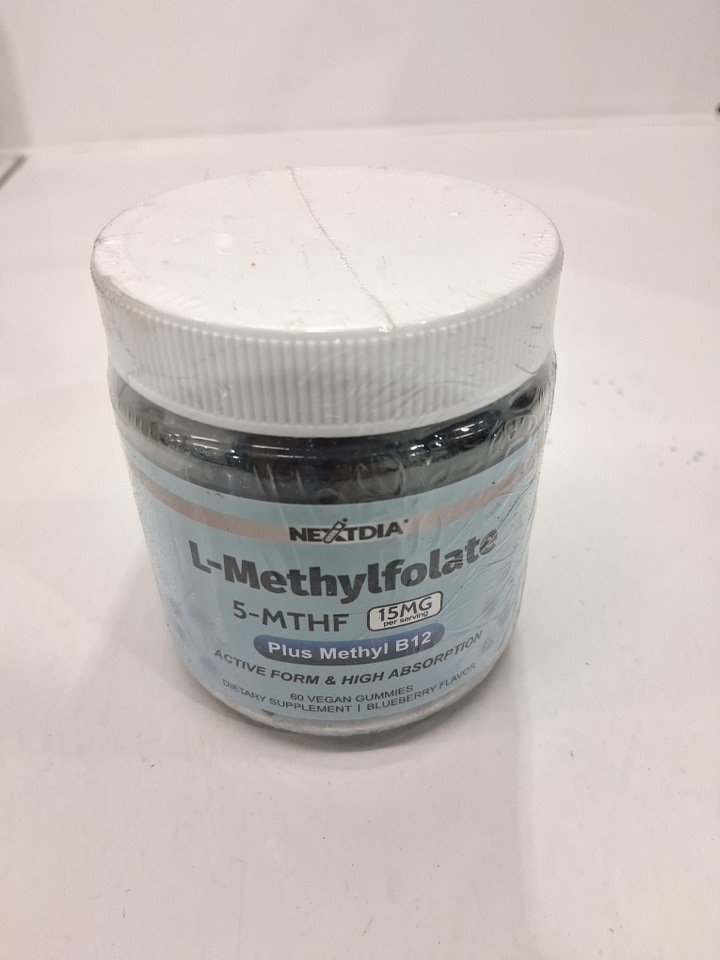 NEXTDIA
L-Methylfolate
5-MTHF 15MG
per serving
Plus Methyl B12
ACTIVE FORM & HIGH ABSORPTION
60 VEGAN GUMMIES
DIETARY SUPPLEMENT | BLUEBERRY FLAVOR